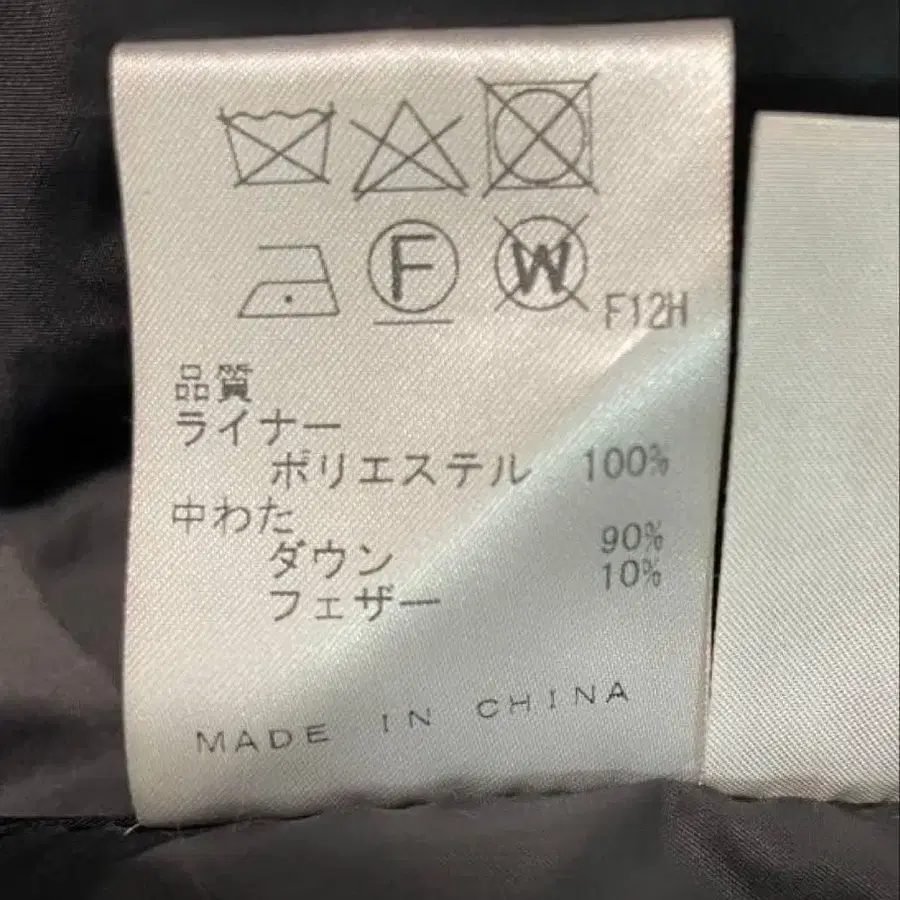 F W F12H
品質
ライナー
ポリエステル 100%
中わた
ダウン 90%
フェザー 10%
MADE IN CHINA